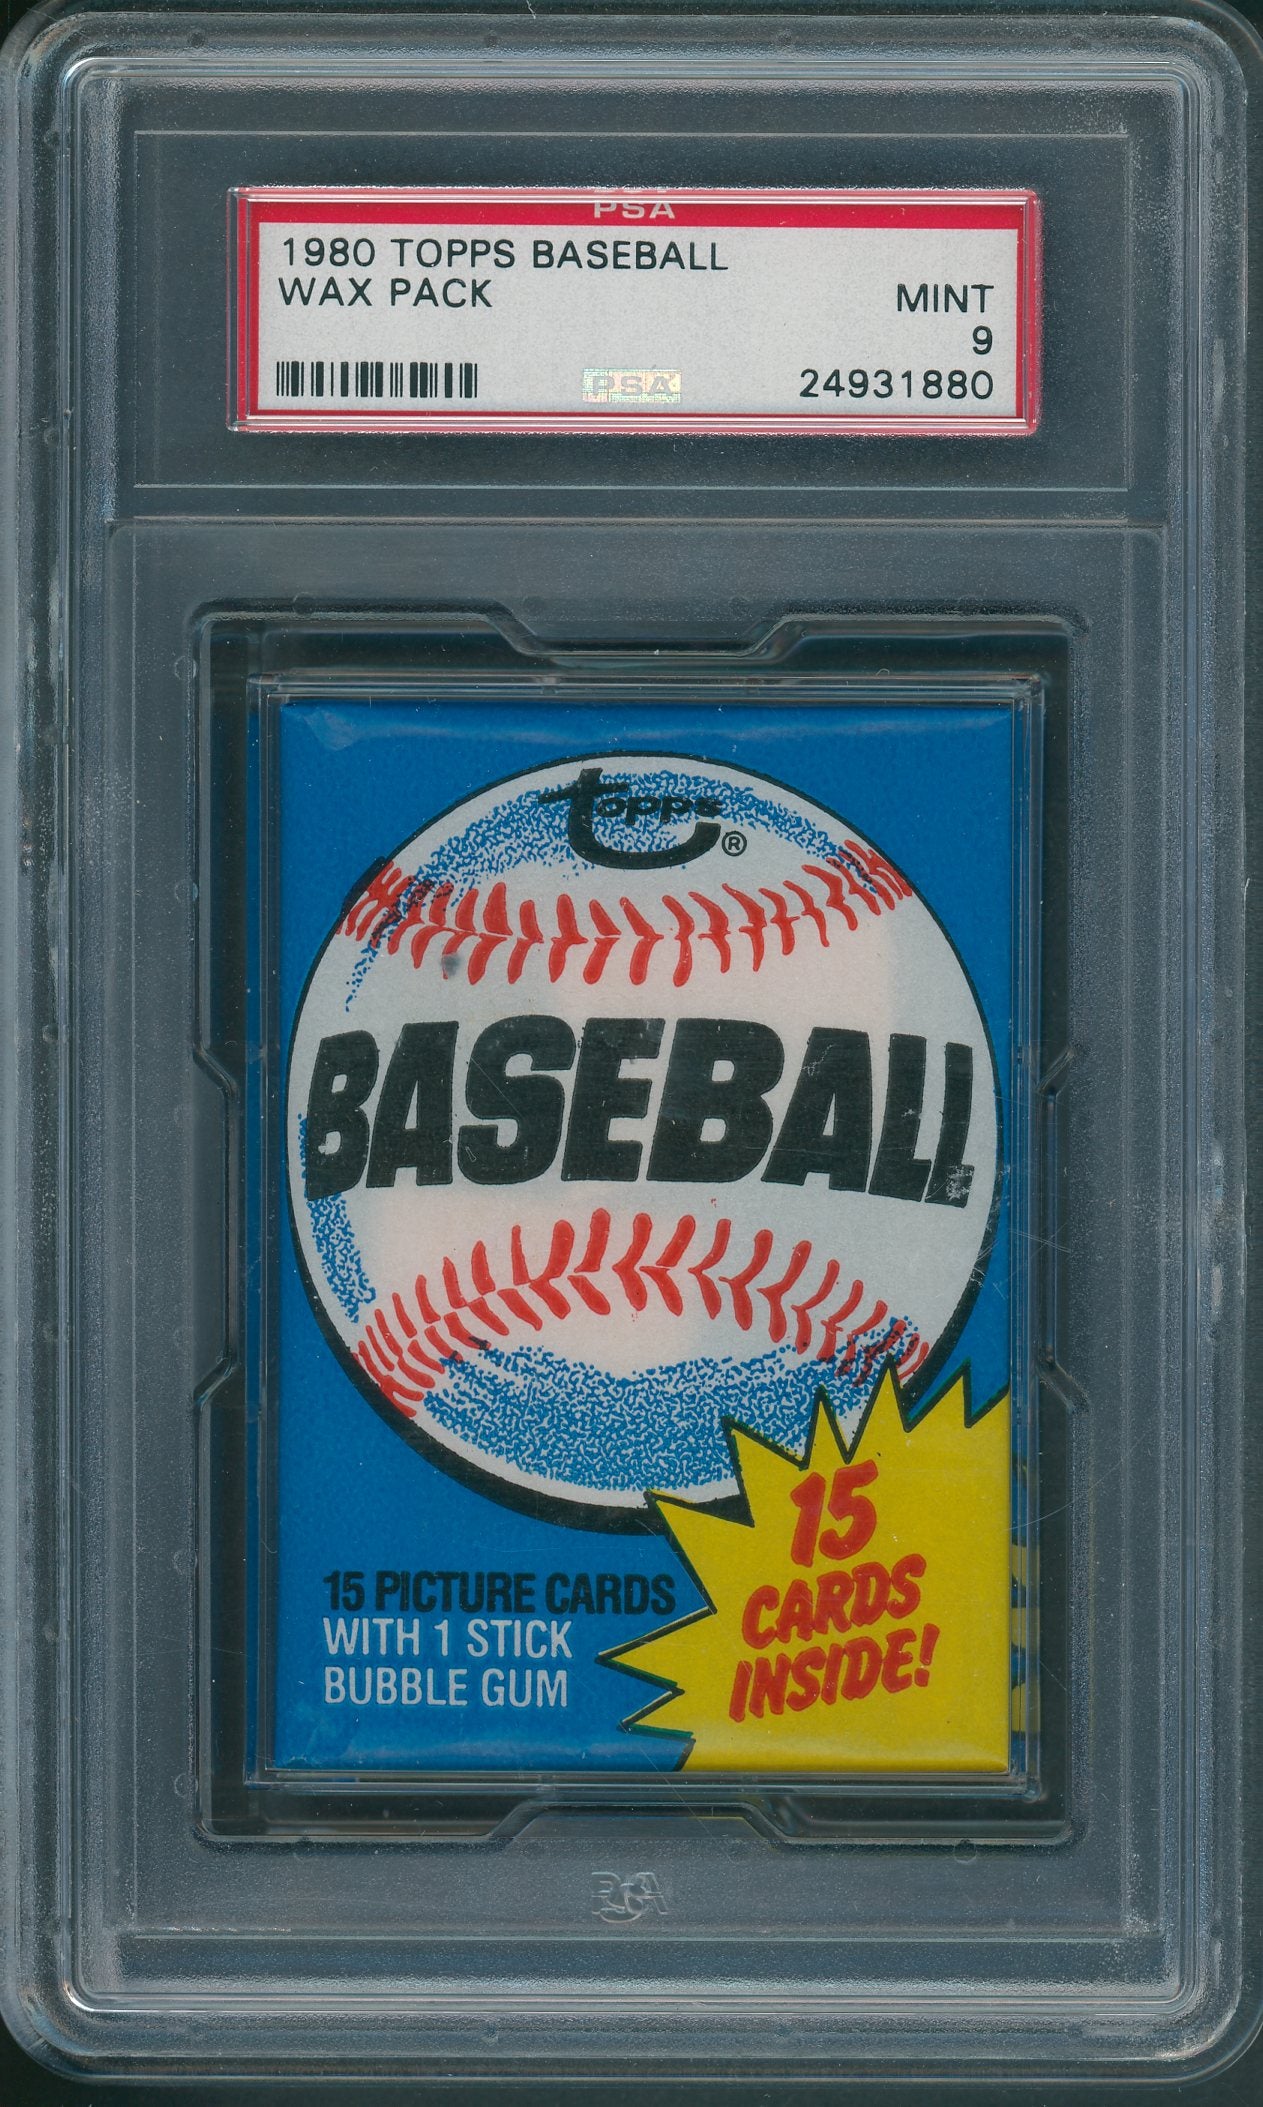 PSA
1980 TOPPS BASEBALL
WAX PACK
MINT
9
PSA
24931880
topps®
BASEBALL
15 CARDS INSIDE!
15 PICTURE CARDS
WITH 1 STICK
BUBBLE GUM
PSA